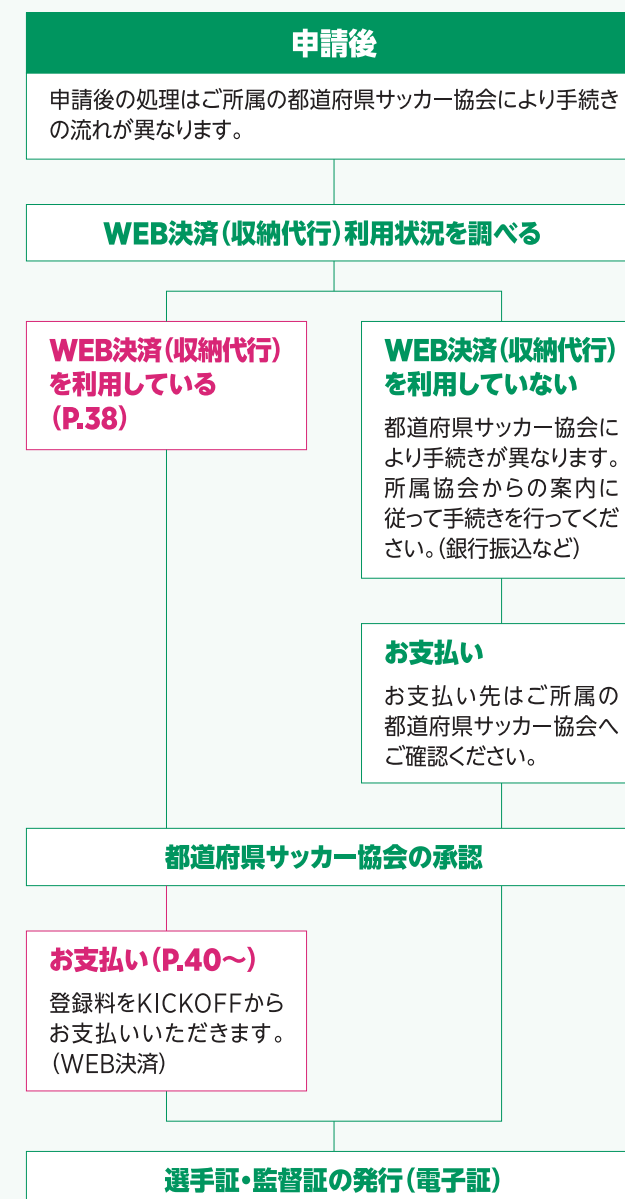 申請後
申請後の処理はご所属の都道府県サッカー協会により手続き
の流れが異なります。
WEB決済(収納代行)利用状況を調べる
WEB決済(収納代行)
を利用している
(P.38)
WEB決済(収納代行)
を利用していない
都道府県サッカー協会に
より手続きが異なります。
所属協会からの案内に
従って手続きを行ってくだ
さい。(銀行振込など)
お支払い
お支払い先はご所属の
都道府県サッカー協会へ
ご確認ください。
都道府県サッカー協会の承認
お支払い(P.40〜)
登録料をKICKOFFから
お支払いいただきます。
(WEB決済)
選手証・監督証の発行(電子証)